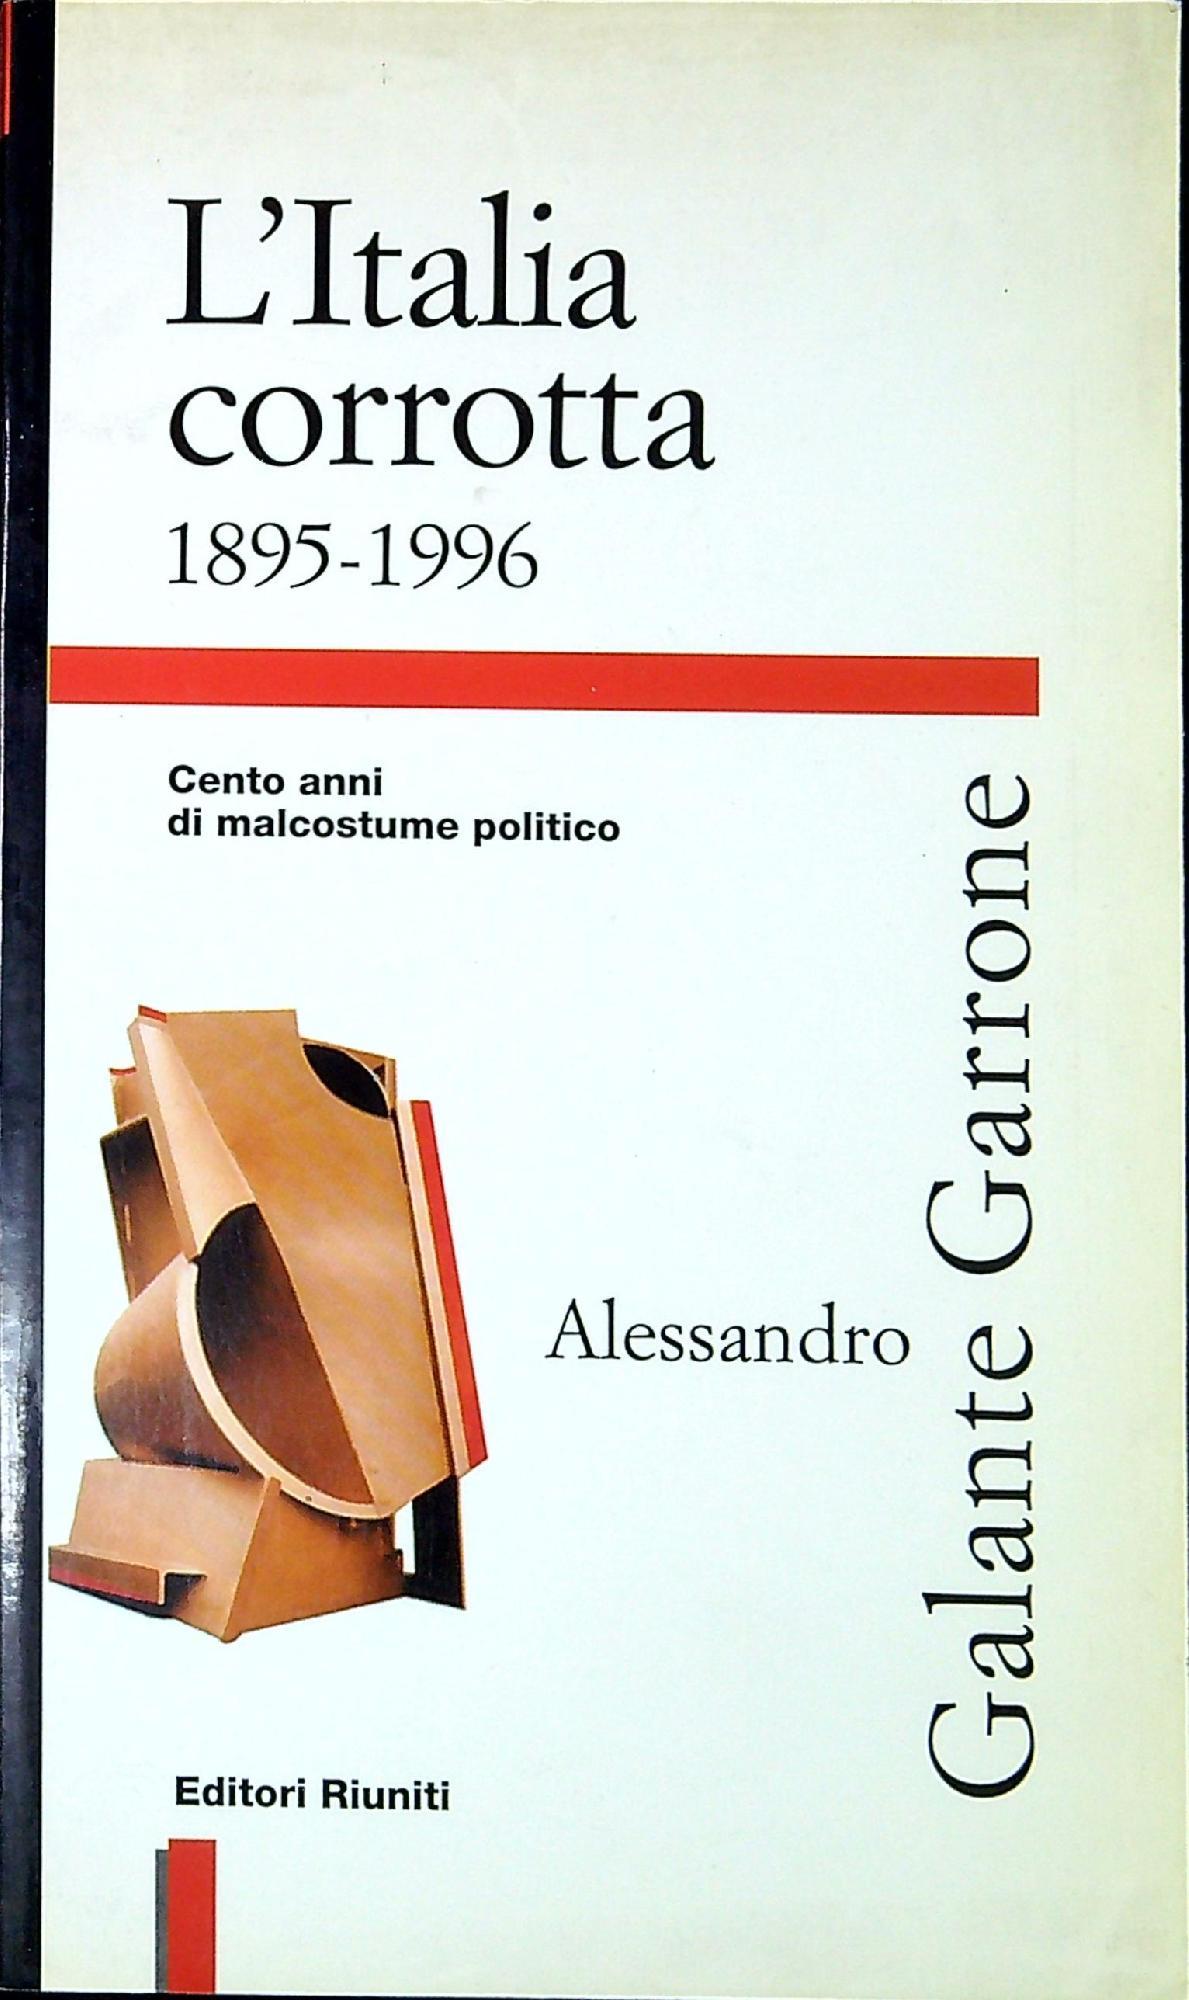 L'Italia
corrotta
1895-1996
Cento anni
di malcostume politico
Alessandro
Galante Garrone
Editori Riuniti